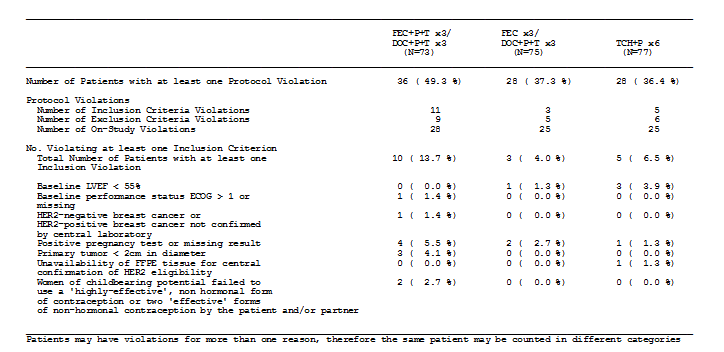 FEC+P+T x3/ FEC x3/
DOC+P+T x3 DOC+P+T x3 TCH+P x6
(N=73) (N=75) (N=77)
Number of Patients with at least one Protocol Violation 36 ( 49.3 %) 28 ( 37.3 %) 28 ( 36.4 %)
Protocol Violations
Number of Inclusion Criteria Violations 11 3 5
Number of Exclusion Criteria Violations 9 5 6
Number of On-Study Violations 28 25 25
No. Violating at least one Inclusion Criterion
Total Number of Patients with at least one 10 ( 13.7 %) 3 ( 4.0 %) 5 ( 6.5 %)
Inclusion Violation
Baseline LVEF < 55% 0 ( 0.0 %) 1 ( 1.3 %) 3 ( 3.9 %)
Baseline performance status ECOG > 1 or 1 ( 1.4 %) 0 ( 0.0 %) 0 ( 0.0 %)
missing
HER2-negative breast cancer or 1 ( 1.4 %) 0 ( 0.0 %) 0 ( 0.0 %)
HER2-positive breast cancer not confirmed
by central laboratory
Positive pregnancy test or missing result 4 ( 5.5 %) 2 ( 2.7 %) 1 ( 1.3 %)
Primary tumor < 2cm in diameter 3 ( 4.1 %) 0 ( 0.0 %) 0 ( 0.0 %)
Unavailability of FFPE tissue for central 0 ( 0.0 %) 0 ( 0.0 %) 1 ( 1.3 %)
confirmation of HER2 eligibility
Women of childbearing potential failed to 2 ( 2.7 %) 0 ( 0.0 %) 0 ( 0.0 %)
use a 'highly-effective', non hormonal form
of contraception or two 'effective' forms
of non-hormonal contraception by the patient and/or partner
Patients may have violations for more than one reason, therefore the same patient may be counted in different categories